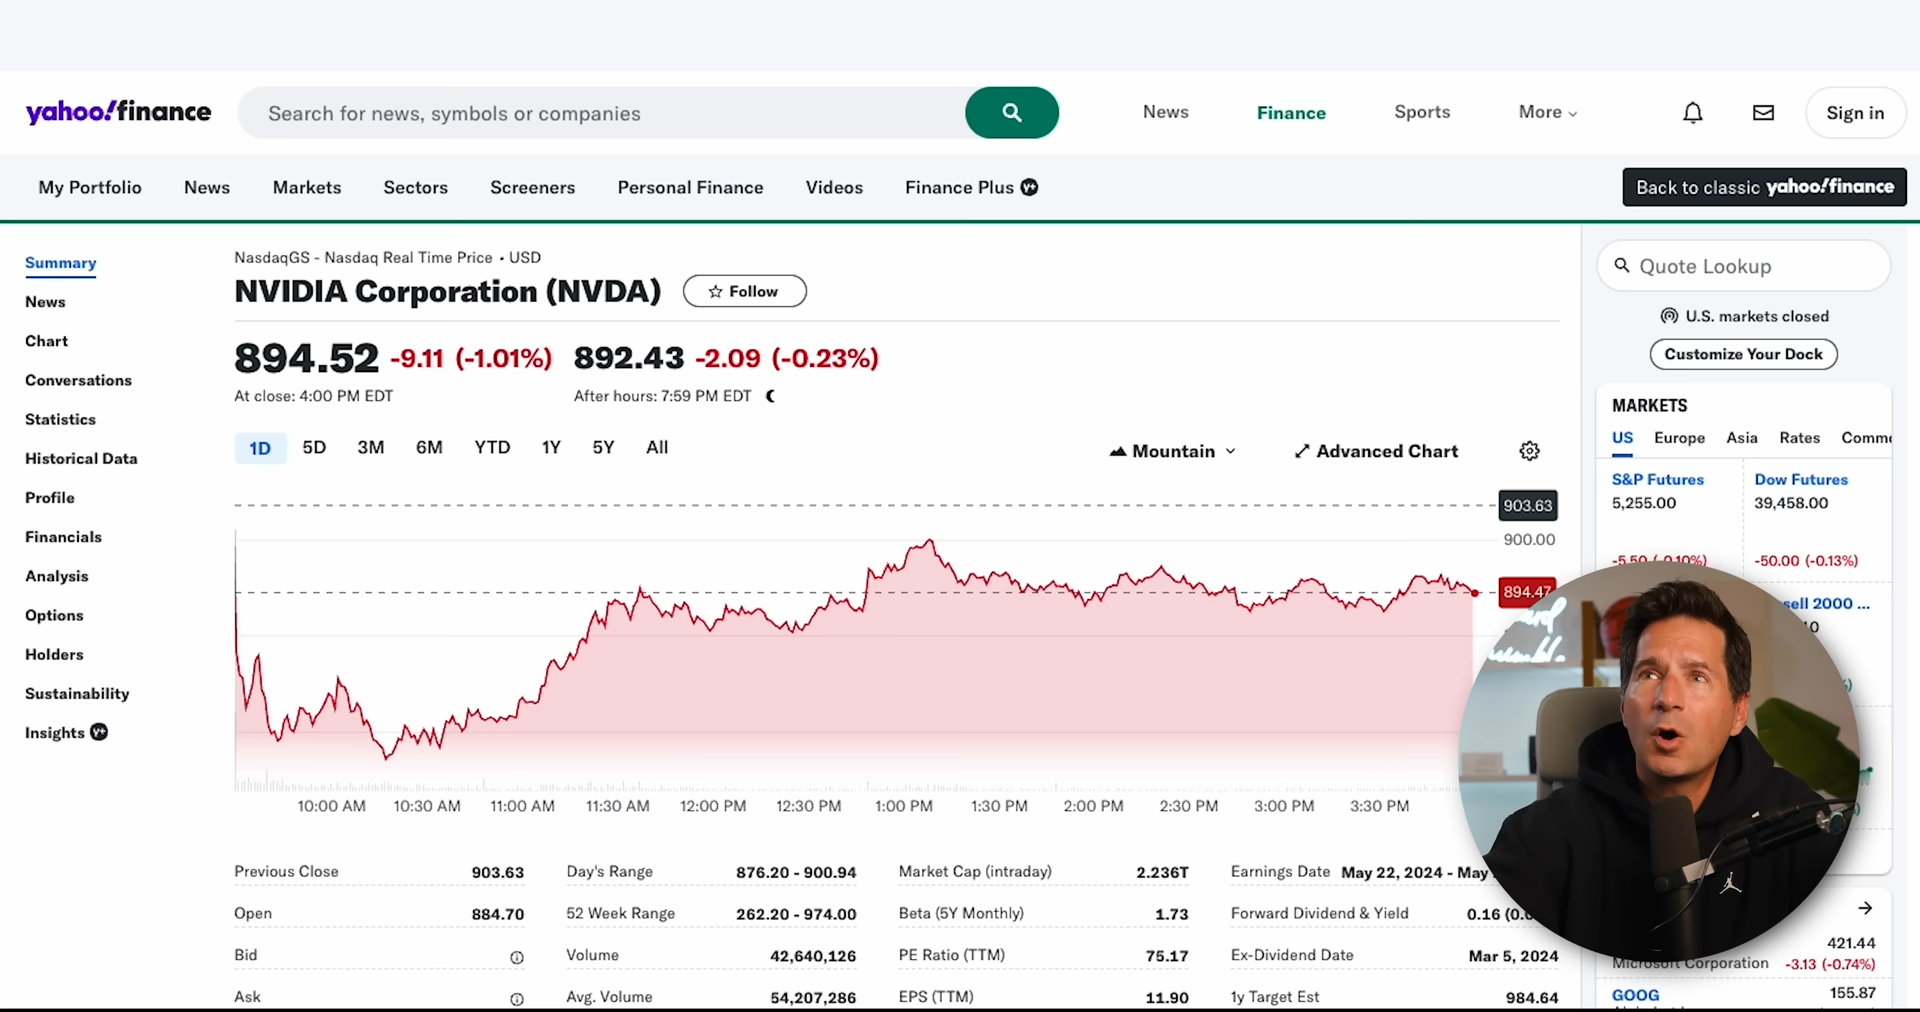 yahoo!finance
Search for news, symbols or companies
News
Finance
Sports
More
Sign in
My Portfolio
News
Markets
Sectors
Screeners
Personal Finance
Videos
Finance Plus
Back to classic yahoo!finance
Summary
News
Chart
Conversations
Statistics
Historical Data
Profile
Financials
Analysis
Options
Holders
Sustainability
Insights
NasdaqGS - Nasdaq Real Time Price • USD
NVIDIA Corporation (NVDA)
Follow
894.52 -9.11 (-1.01%)
892.43 -2.09 (-0.23%)
At close: 4:00 PM EDT
After hours: 7:59 PM EDT
1D 5D 3M 6M YTD 1Y 5Y All
Mountain
Advanced Chart
903.63
900.00
894.47
10:00 AM 10:30 AM 11:00 AM 11:30 AM 12:00 PM 12:30 PM 1:00 PM 1:30 PM 2:00 PM 2:30 PM 3:00 PM 3:30 PM
Previous Close 903.63
Open 884.70
Bid
Ask
Day's Range 876.20 - 900.94
52 Week Range 262.20 - 974.00
Volume 42,640,126
Avg. Volume 54,207,286
Market Cap (intraday) 2.236T
Beta (5Y Monthly) 1.73
PE Ratio (TTM) 75.17
EPS (TTM) 11.90
Earnings Date May 22, 2024 - May
Forward Dividend & Yield 0.16
Ex-Dividend Date Mar 5, 2024
1y Target Est 984.64
Quote Lookup
U.S. markets closed
Customize Your Dock
MARKETS
US Europe Asia Rates
S&P Futures
5,255.00
-5.50 (-0.10%)
Dow Futures
39,458.00
-50.00 (-0.13%)
2000 ...
421.44
Microsoft Corporation -3.13 (-0.74%)
GOOG 155.87